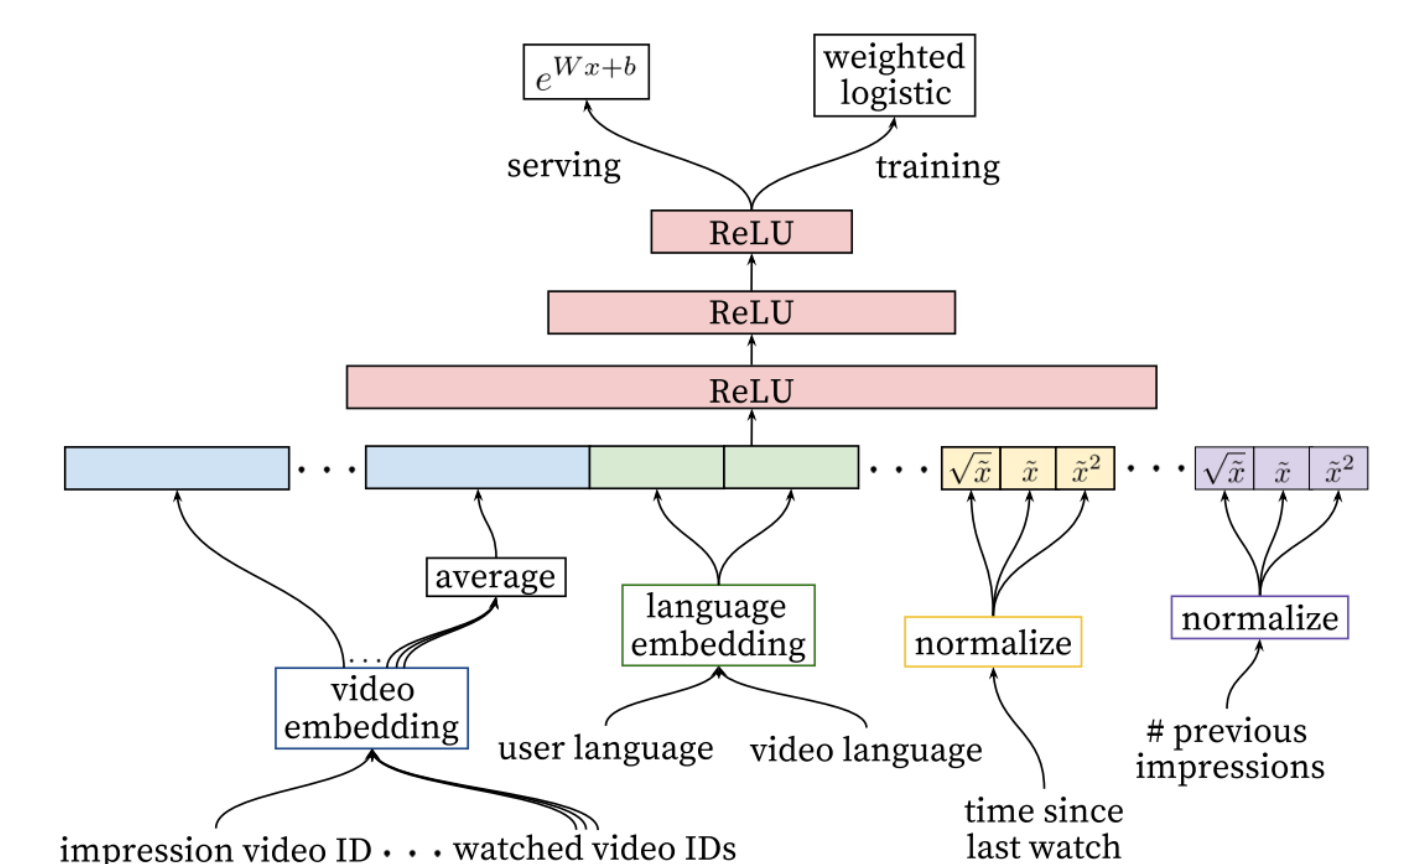 e^{Wx+b}
weighted
logistic
serving
training
ReLU
ReLU
ReLU
. . .
. . .
√x̃ x̃ x̃²
. . .
√x̃ x̃ x̃²
average
language
embedding
normalize
normalize
. . .
video
embedding
user language
video language
# previous
impressions
time since
last watch
impression video ID . . . watched video IDs